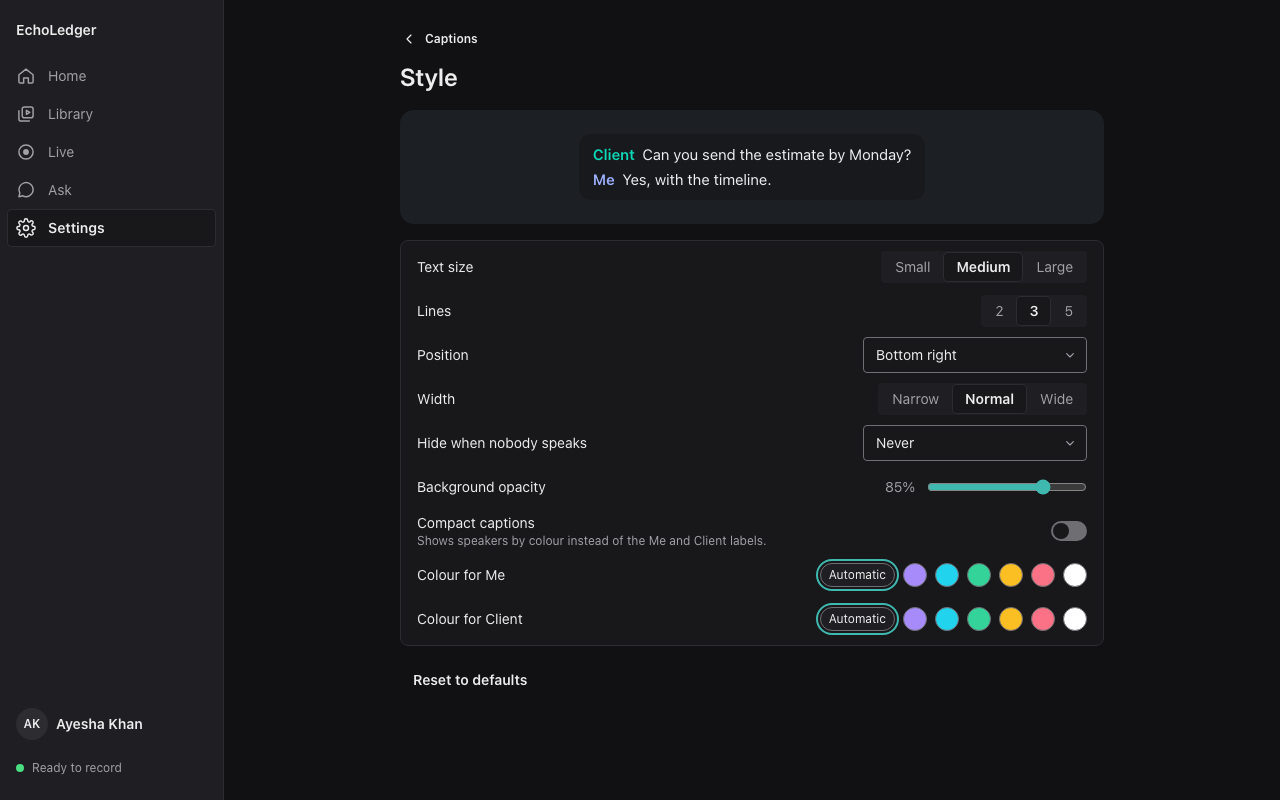 EchoLedger
Home
Library
Live
Ask
Settings
AK Ayesha Khan
Ready to record
Captions
Style
Client Can you send the estimate by Monday?
Me Yes, with the timeline.
Text size Small Medium Large
Lines 2 3 5
Position Bottom right
Width Narrow Normal Wide
Hide when nobody speaks Never
Background opacity 85%
Compact captions
Shows speakers by colour instead of the Me and Client labels.
Colour for Me Automatic
Colour for Client Automatic
Reset to defaults